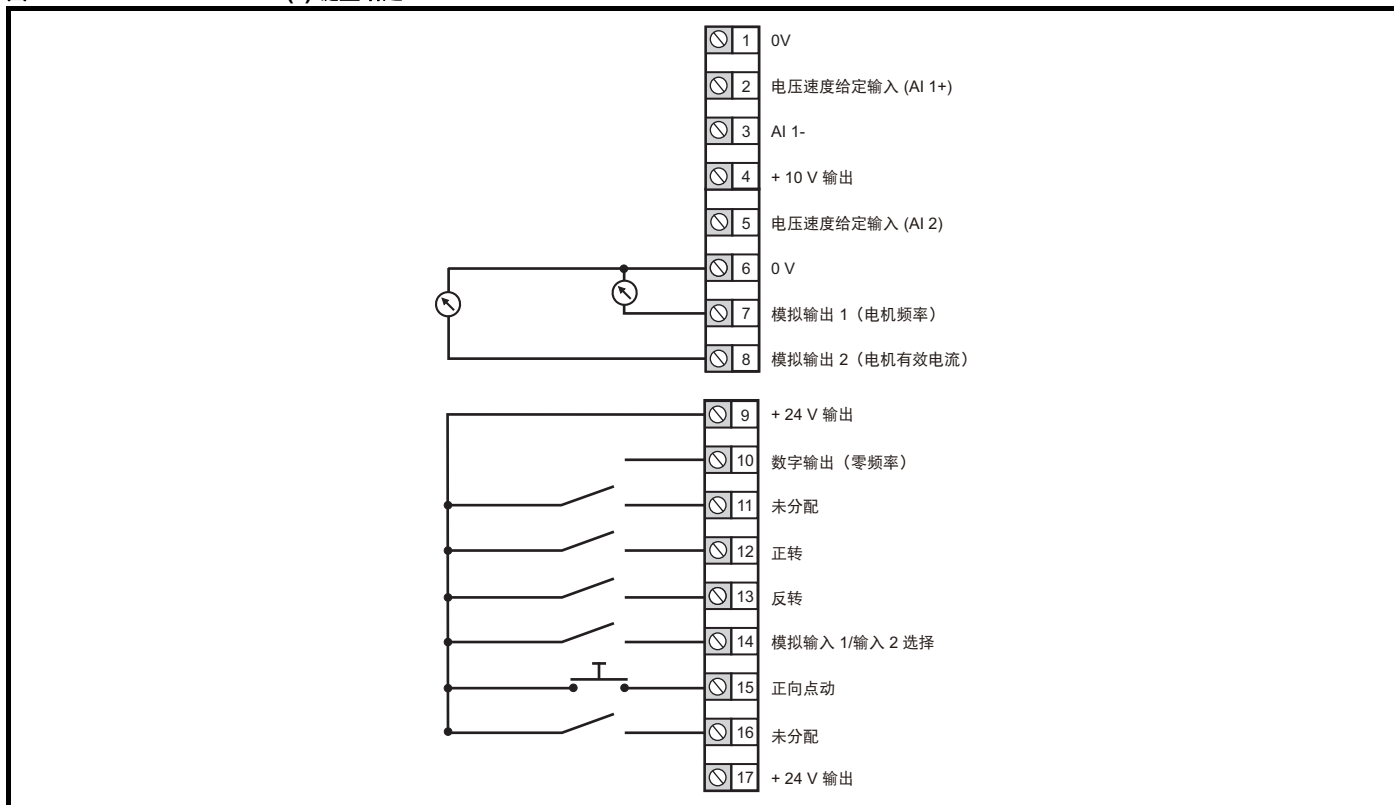 1 0V
2 电压速度给定输入 (AI 1+)
3 AI 1-
4 + 10 V 输出
5 电压速度给定输入 (AI 2)
6 0 V
7 模拟输出 1（电机频率）
8 模拟输出 2（电机有效电流）
9 + 24 V 输出
10 数字输出（零频率）
11 未分配
12 正转
13 反转
14 模拟输入 1/输入 2 选择
15 正向点动
16 未分配
17 + 24 V 输出